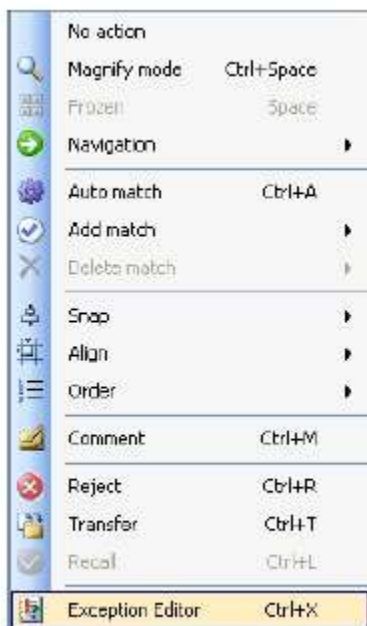 No action
Magnify mode Ctrl+Space
Frozen Space
Navigation
Auto match Ctrl+A
Add match
Delete match
Snap
Align
Order
Comment Ctrl+M
Reject Ctrl+R
Transfer Ctrl+T
Recall Ctrl+L
Exception Editor Ctrl+X